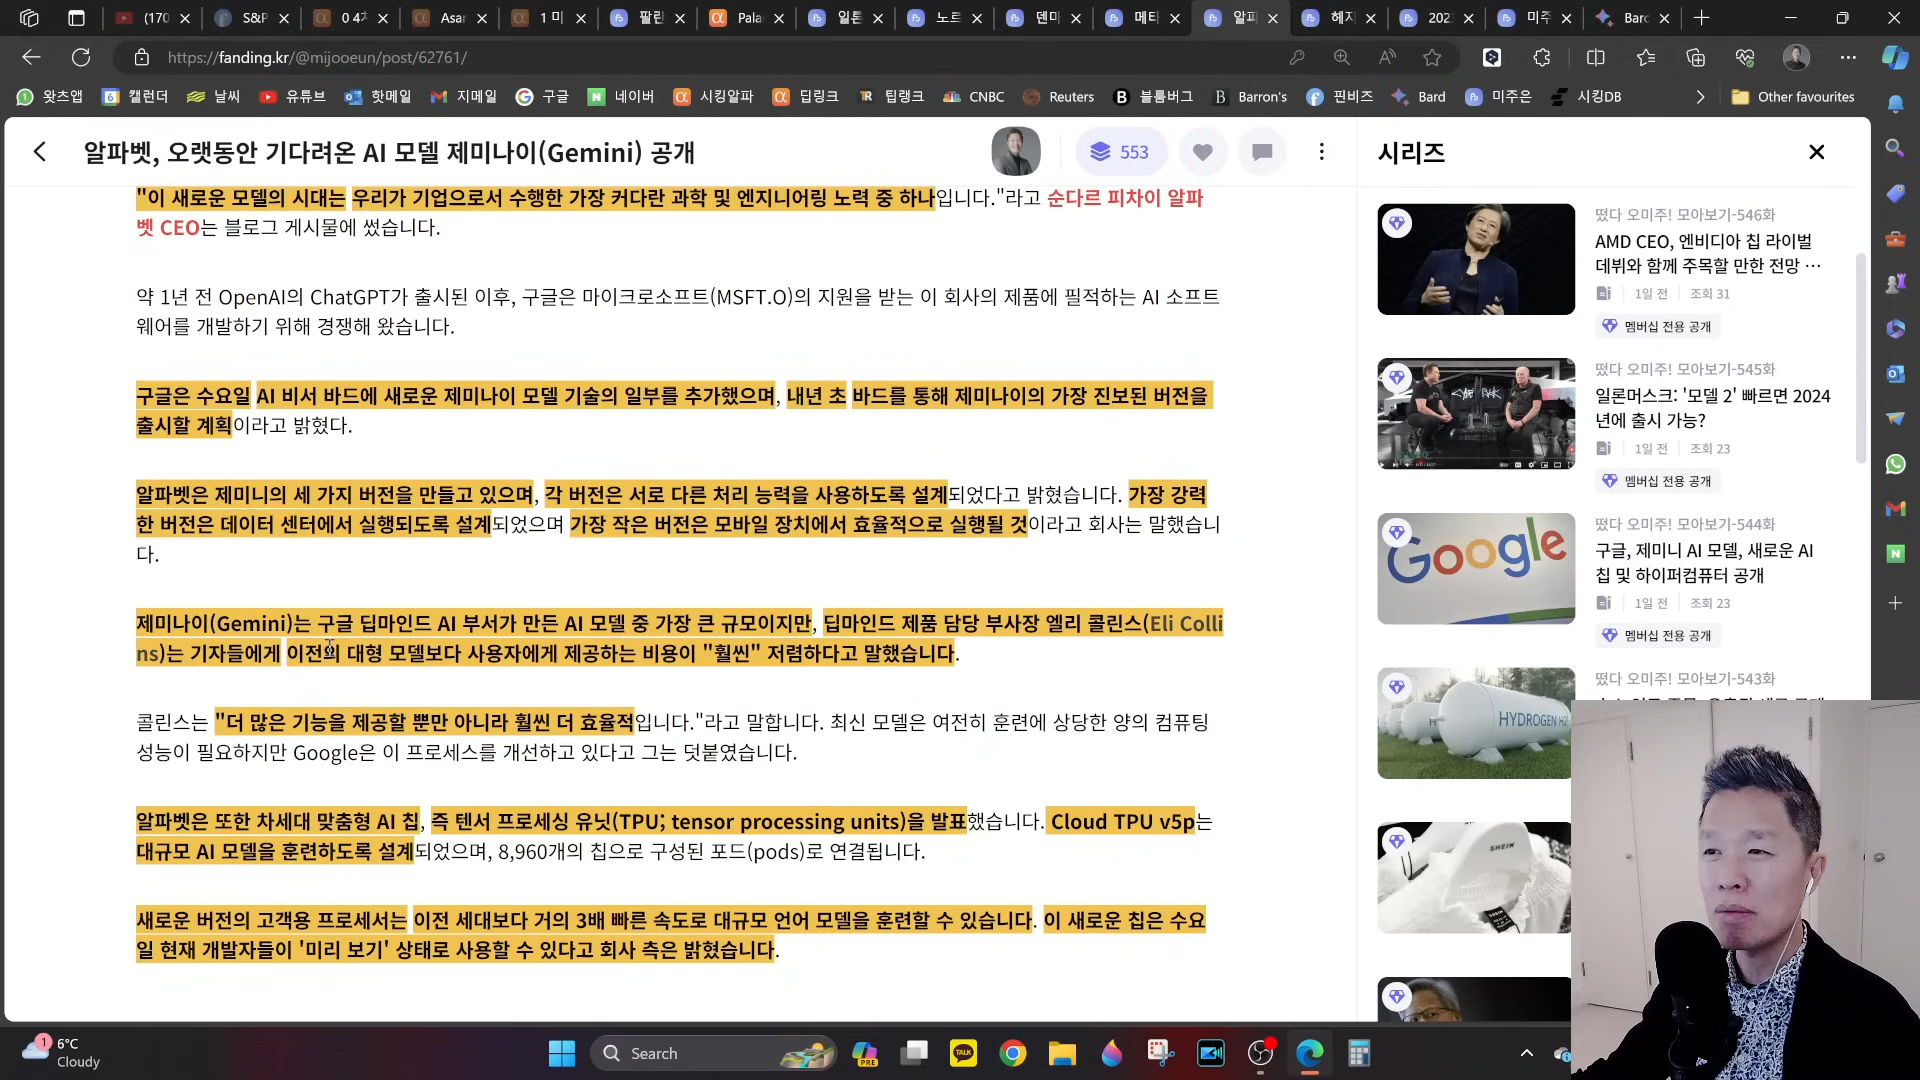 (170
S&P
0 4차
Asar
1 미
팔란
Pala
일론
노르
덴마
메타
알파
헤지
202
미주
Barc
https://fanding.kr/@mijooeun/post/62761/
왓츠앱 캘린더 날씨 유튜브 핫메일 지메일 구글 네이버 시킹알파 딥링크 팁랭크 CNBC Reuters 블룸버그 Barron's 핀비즈 Bard 미주은 시킹DB Other favourites
알파벳, 오랫동안 기다려온 AI 모델 제미나이(Gemini) 공개
553
"이 새로운 모델의 시대는 우리가 기업으로서 수행한 가장 커다란 과학 및 엔지니어링 노력 중 하나입니다."라고 순다르 피차이 알파
벳 CEO는 블로그 게시물에 썼습니다.
약 1년 전 OpenAI의 ChatGPT가 출시된 이후, 구글은 마이크로소프트(MSFT.O)의 지원을 받는 이 회사의 제품에 필적하는 AI 소프트
웨어를 개발하기 위해 경쟁해 왔습니다.
구글은 수요일 AI 비서 바드에 새로운 제미나이 모델 기술의 일부를 추가했으며, 내년 초 바드를 통해 제미나이의 가장 진보된 버전을
출시할 계획이라고 밝혔다.
알파벳은 제미니의 세 가지 버전을 만들고 있으며, 각 버전은 서로 다른 처리 능력을 사용하도록 설계되었다고 밝혔습니다. 가장 강력
한 버전은 데이터 센터에서 실행되도록 설계되었으며 가장 작은 버전은 모바일 장치에서 효율적으로 실행될 것이라고 회사는 말했습니
다.
제미나이(Gemini)는 구글 딥마인드 AI 부서가 만든 AI 모델 중 가장 큰 규모이지만, 딥마인드 제품 담당 부사장 엘리 콜린스(Eli Colli
ns)는 기자들에게 이전의 대형 모델보다 사용자에게 제공하는 비용이 "훨씬" 저렴하다고 말했습니다.
콜린스는 "더 많은 기능을 제공할 뿐만 아니라 훨씬 더 효율적입니다."라고 말합니다. 최신 모델은 여전히 훈련에 상당한 양의 컴퓨팅
성능이 필요하지만 Google은 이 프로세스를 개선하고 있다고 그는 덧붙였습니다.
알파벳은 또한 차세대 맞춤형 AI 칩, 즉 텐서 프로세싱 유닛(TPU; tensor processing units)을 발표했습니다. Cloud TPU v5p는
대규모 AI 모델을 훈련하도록 설계되었으며, 8,960개의 칩으로 구성된 포드(pods)로 연결됩니다.
새로운 버전의 고객용 프로세서는 이전 세대보다 거의 3배 빠른 속도로 대규모 언어 모델을 훈련할 수 있습니다. 이 새로운 칩은 수요
일 현재 개발자들이 '미리 보기' 상태로 사용할 수 있다고 회사 측은 밝혔습니다.
시리즈
떴다 오미주! 모아보기-546화
AMD CEO, 엔비디아 칩 라이벌
데뷔와 함께 주목할 만한 전망 …
1일 전 조회 31
멤버십 전용 공개
떴다 오미주! 모아보기-545화
일론머스크: '모델 2' 빠르면 2024
년에 출시 가능?
1일 전 조회 23
멤버십 전용 공개
Google
떴다 오미주! 모아보기-544화
구글, 제미니 AI 모델, 새로운 AI
칩 및 하이퍼컴퓨터 공개
1일 전 조회 23
멤버십 전용 공개
HYDROGEN H2
떴다 오미주! 모아보기-543화
SHEIN
SHEIN
1
6°C
Cloudy
Search
PRE
TALK